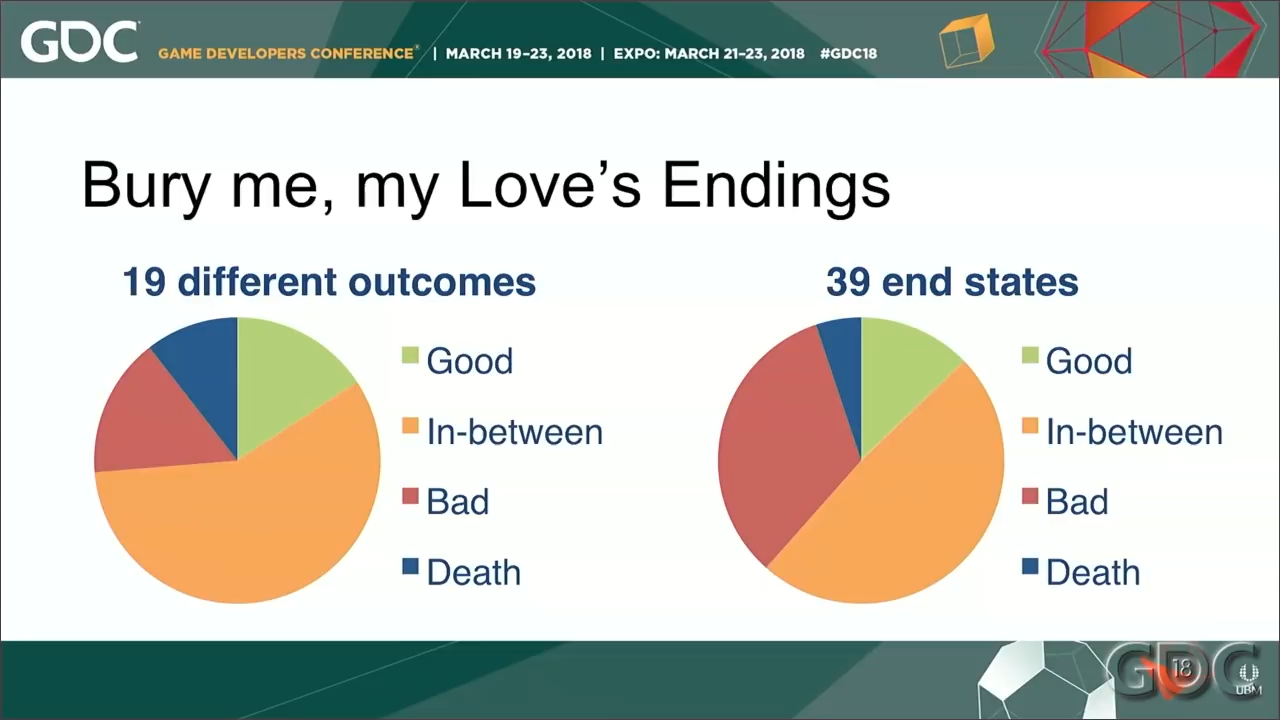 GDC GAME DEVELOPERS CONFERENCE® | MARCH 19–23, 2018 | EXPO: MARCH 21–23, 2018 #GDC18
Bury me, my Love’s Endings
19 different outcomes
Good
In-between
Bad
Death
39 end states
Good
In-between
Bad
Death
GDC 18 UBM